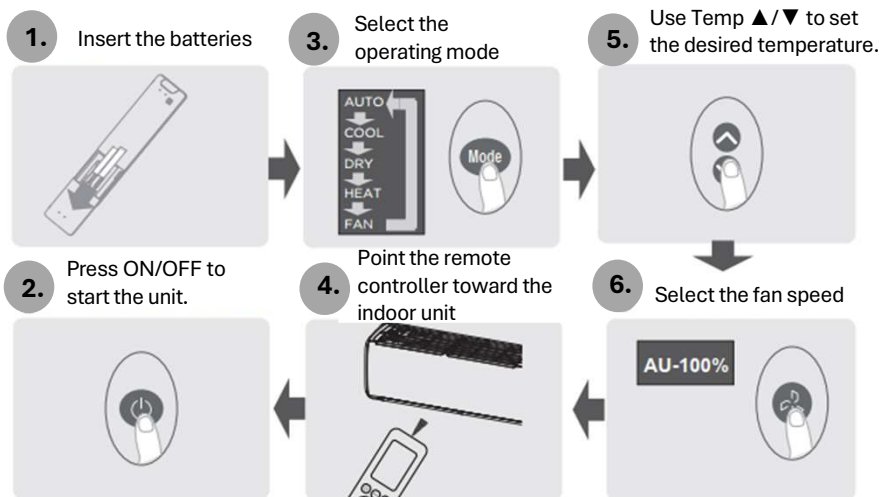 1.
Insert the batteries
3.
Select the
operating mode
AUTO
COOL
DRY
HEAT
FAN
Mode
5.
Use Temp ▲/▼ to set
the desired temperature.
2.
Press ON/OFF to
start the unit.
4.
Point the remote
controller toward the
indoor unit
6.
Select the fan speed
AU-100%